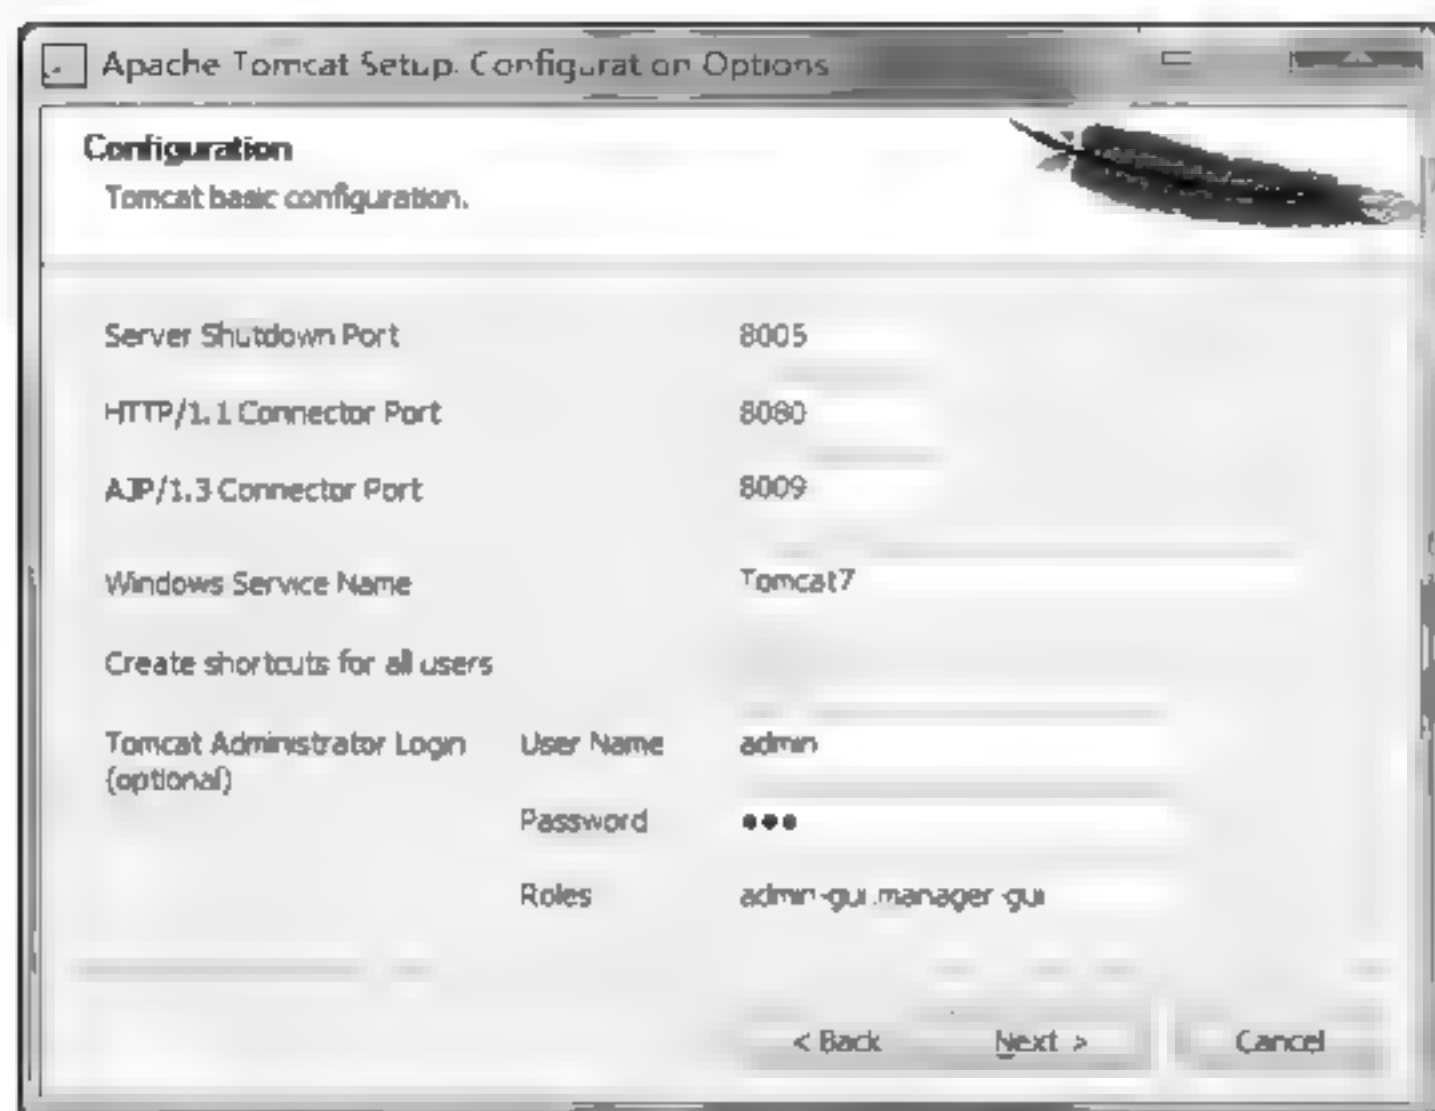 Apache Tomcat Setup: Configuration Options
Configuration
Tomcat basic configuration.
Server Shutdown Port 8005
HTTP/1.1 Connector Port 8080
AJP/1.3 Connector Port 8009
Windows Service Name Tomcat7
Create shortcuts for all users
Tomcat Administrator Login User Name admin
(optional)
Password •••
Roles admin-gui,manager-gui
< Back Next > Cancel